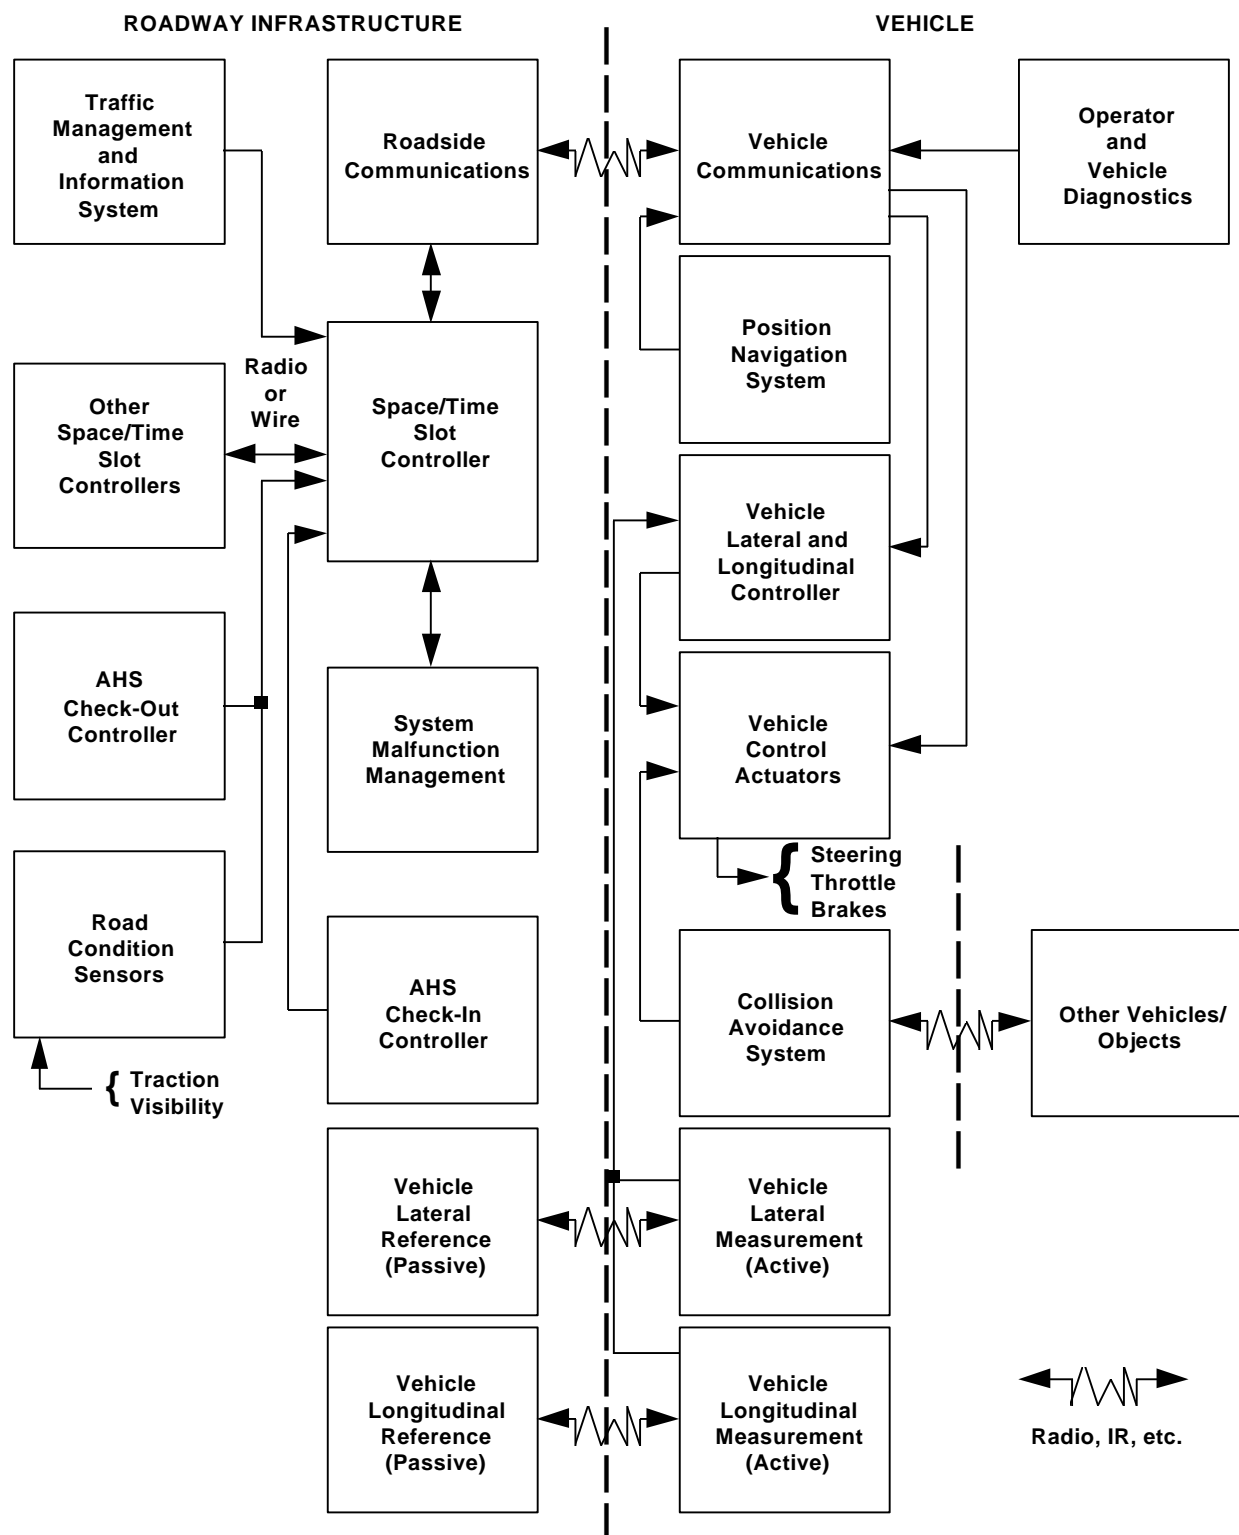 ROADWAY INFRASTRUCTURE
VEHICLE
Traffic
Management
and
Information
System
Roadside
Communications
Vehicle
Communications
Operator
and
Vehicle
Diagnostics
Position
Navigation
System
Radio
or
Wire
Other
Space/Time
Slot
Controllers
Space/Time
Slot
Controller
Vehicle
Lateral and
Longitudinal
Controller
AHS
Check-Out
Controller
System
Malfunction
Management
Vehicle
Control
Actuators
{ Steering
Throttle
Brakes
Road
Condition
Sensors
{ Traction
Visibility
AHS
Check-In
Controller
Collision
Avoidance
System
Other Vehicles/
Objects
Vehicle
Lateral
Reference
(Passive)
Vehicle
Lateral
Measurement
(Active)
Vehicle
Longitudinal
Reference
(Passive)
Vehicle
Longitudinal
Measurement
(Active)
Radio, IR, etc.